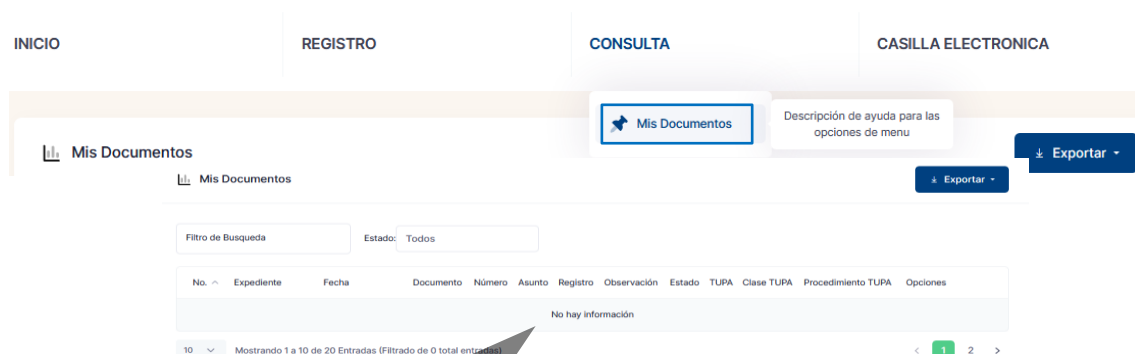 INICIO REGISTRO CONSULTA CASILLA ELECTRONICA
Mis Documentos
Descripción de ayuda para las
opciones de menu
Mis Documentos
Exportar
Mis Documentos
Exportar
Filtro de Busqueda Estado: Todos
No. Expediente Fecha Documento Número Asunto Registro Observación Estado TUPA Clase TUPA Procedimiento TUPA Opciones
No hay información
10 Mostrando 1 a 10 de 20 Entradas (Filtrado de 0 total entradas) < 1 2 >